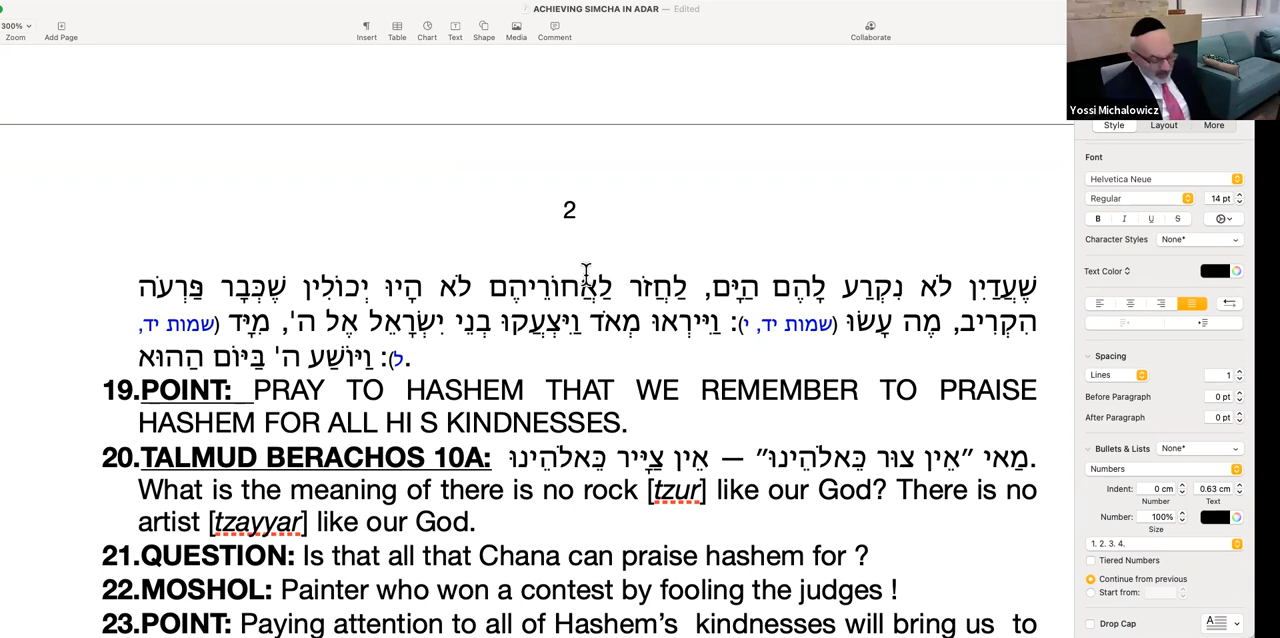 ACHIEVING SIMCHA IN ADAR — Edited
300%
Zoom
Add Page
Insert
Table
Chart
Text
Shape
Media
Comment
Collaborate
Yossi Michalowicz
2
שֶׁעֲדַיִן לֹא נִקְרַע לָהֶם הַיָּם, לַחֲזֹר לַאֲחוֹרֵיהֶם לֹא הָיוּ יְכוֹלִין שֶׁכְּבָר פַּרְעֹה
הִקְרִיב, מֶה עָשׂוּ (שמות יד, י): וַיִּירְאוּ מְאֹד וַיִּצְעֲקוּ בְנֵי יִשְׂרָאֵל אֶל ה', מִיָּד (שמות יד,
ל): וַיּוֹשַׁע ה' בַּיּוֹם הַהוּא.
19.POINT: PRAY TO HASHEM THAT WE REMEMBER TO PRAISE
HASHEM FOR ALL HI S KINDNESSES.
20.TALMUD BERACHOS 10A: מַאי ״אֵין צוּר כֵּאלֹהֵינוּ״ — אֵין צַיָּיר כֵּאלֹהֵינוּ.
What is the meaning of there is no rock [tzur] like our God? There is no
artist [tzayyar] like our God.
21.QUESTION: Is that all that Chana can praise hashem for ?
22.MOSHOL: Painter who won a contest by fooling the judges !
23.POINT: Paying attention to all of Hashem's kindnesses will bring us to
Style
Layout
More
Font
Helvetica Neue
Regular
14 pt
B I U S
Character Styles
None*
Text Color
Spacing
Lines
1
Before Paragraph
0 pt
After Paragraph
0 pt
Bullets & Lists
None*
Numbers
Indent:
0 cm
0.63 cm
Number
Text
Number:
100%
Size
1. 2. 3. 4.
Tiered Numbers
Continue from previous
Start from:
Drop Cap